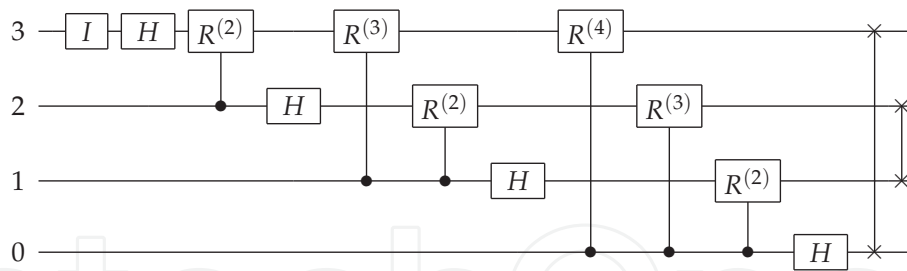 3 I H R^(2) R^(3) R^(4)
2 H R^(2) R^(3)
1 H R^(2)
0 H